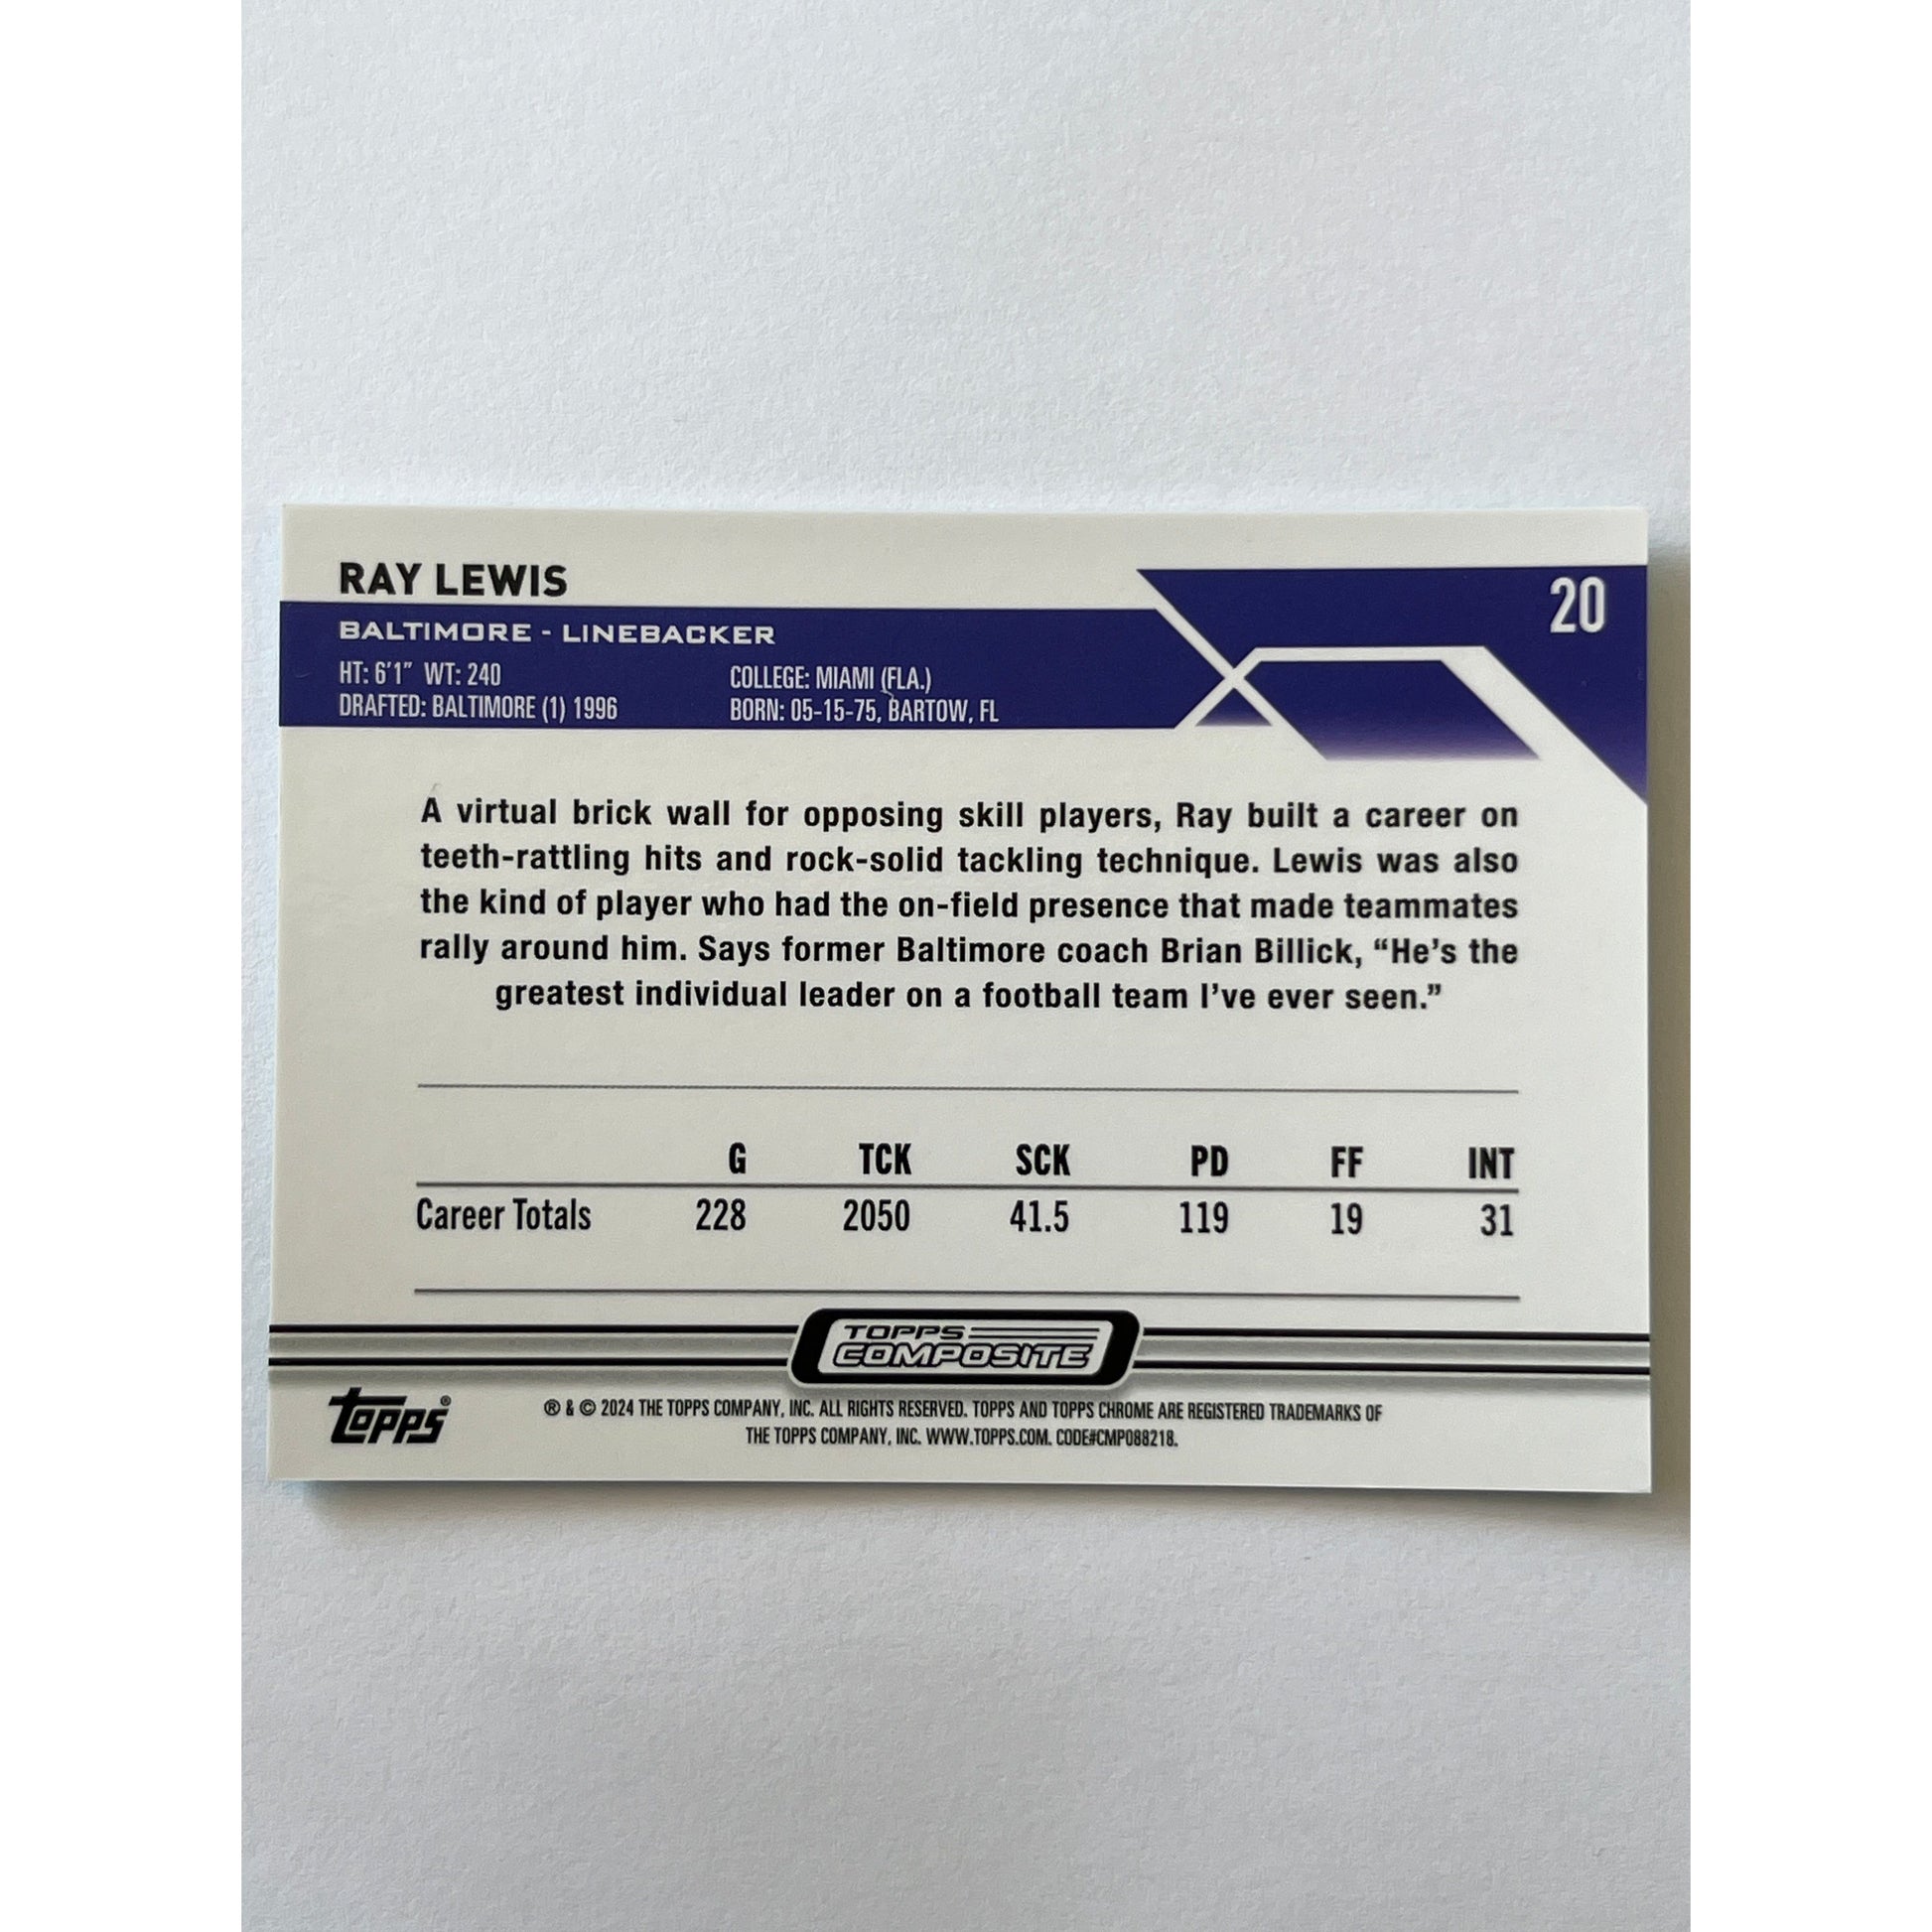 RAY LEWIS
20
BALTIMORE - LINEBACKER
HT: 6'1" WT: 240
COLLEGE: MIAMI (FLA.)
DRAFTED: BALTIMORE (1) 1996
BORN: 05-15-75, BARTOW, FL
A virtual brick wall for opposing skill players, Ray built a career on
teeth-rattling hits and rock-solid tackling technique. Lewis was also
the kind of player who had the on-field presence that made teammates
rally around him. Says former Baltimore coach Brian Billick, “He’s the
greatest individual leader on a football team I’ve ever seen.”
G TCK SCK PD FF INT
Career Totals 228 2050 41.5 119 19 31
TOPPS
COMPOSITE
topps®
® & © 2024 THE TOPPS COMPANY, INC. ALL RIGHTS RESERVED. TOPPS AND TOPPS CHROME ARE REGISTERED TRADEMARKS OF
THE TOPPS COMPANY, INC. WWW.TOPPS.COM. CODE#CMP088218.